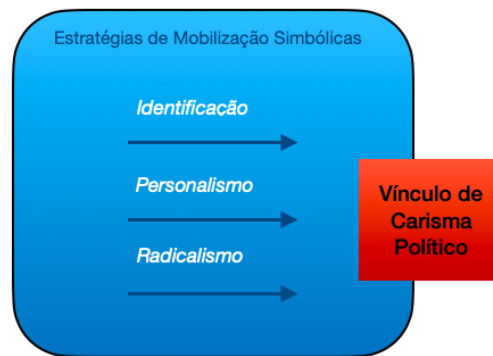 Estratégias de Mobilização Simbólicas
Identificação
Personalismo
Radicalismo
Vínculo de
Carisma
Político